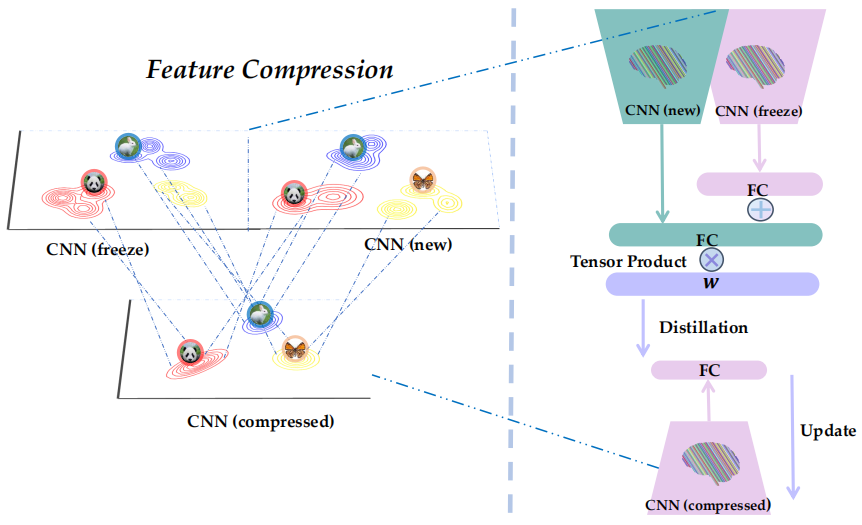 Feature Compression
CNN (freeze)
CNN (new)
CNN (compressed)
CNN (new)
CNN (freeze)
FC
FC
Tensor Product
w
Distillation
FC
Update
CNN (compressed)